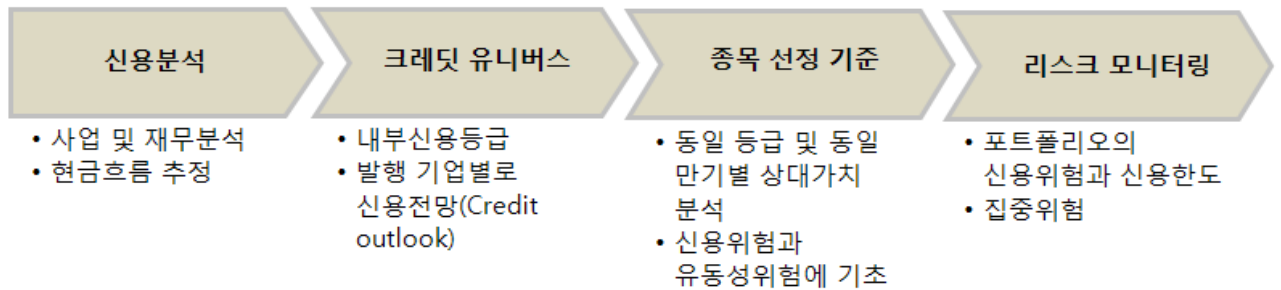 신용분석
• 사업 및 재무분석
• 현금흐름 추정
크레딧 유니버스
• 내부신용등급
• 발행 기업별로
신용전망(Credit
outlook)
종목 선정 기준
• 동일 등급 및 동일
만기별 상대가치
분석
• 신용위험과
유동성위험에 기초
리스크 모니터링
• 포트폴리오의
신용위험과 신용한도
• 집중위험